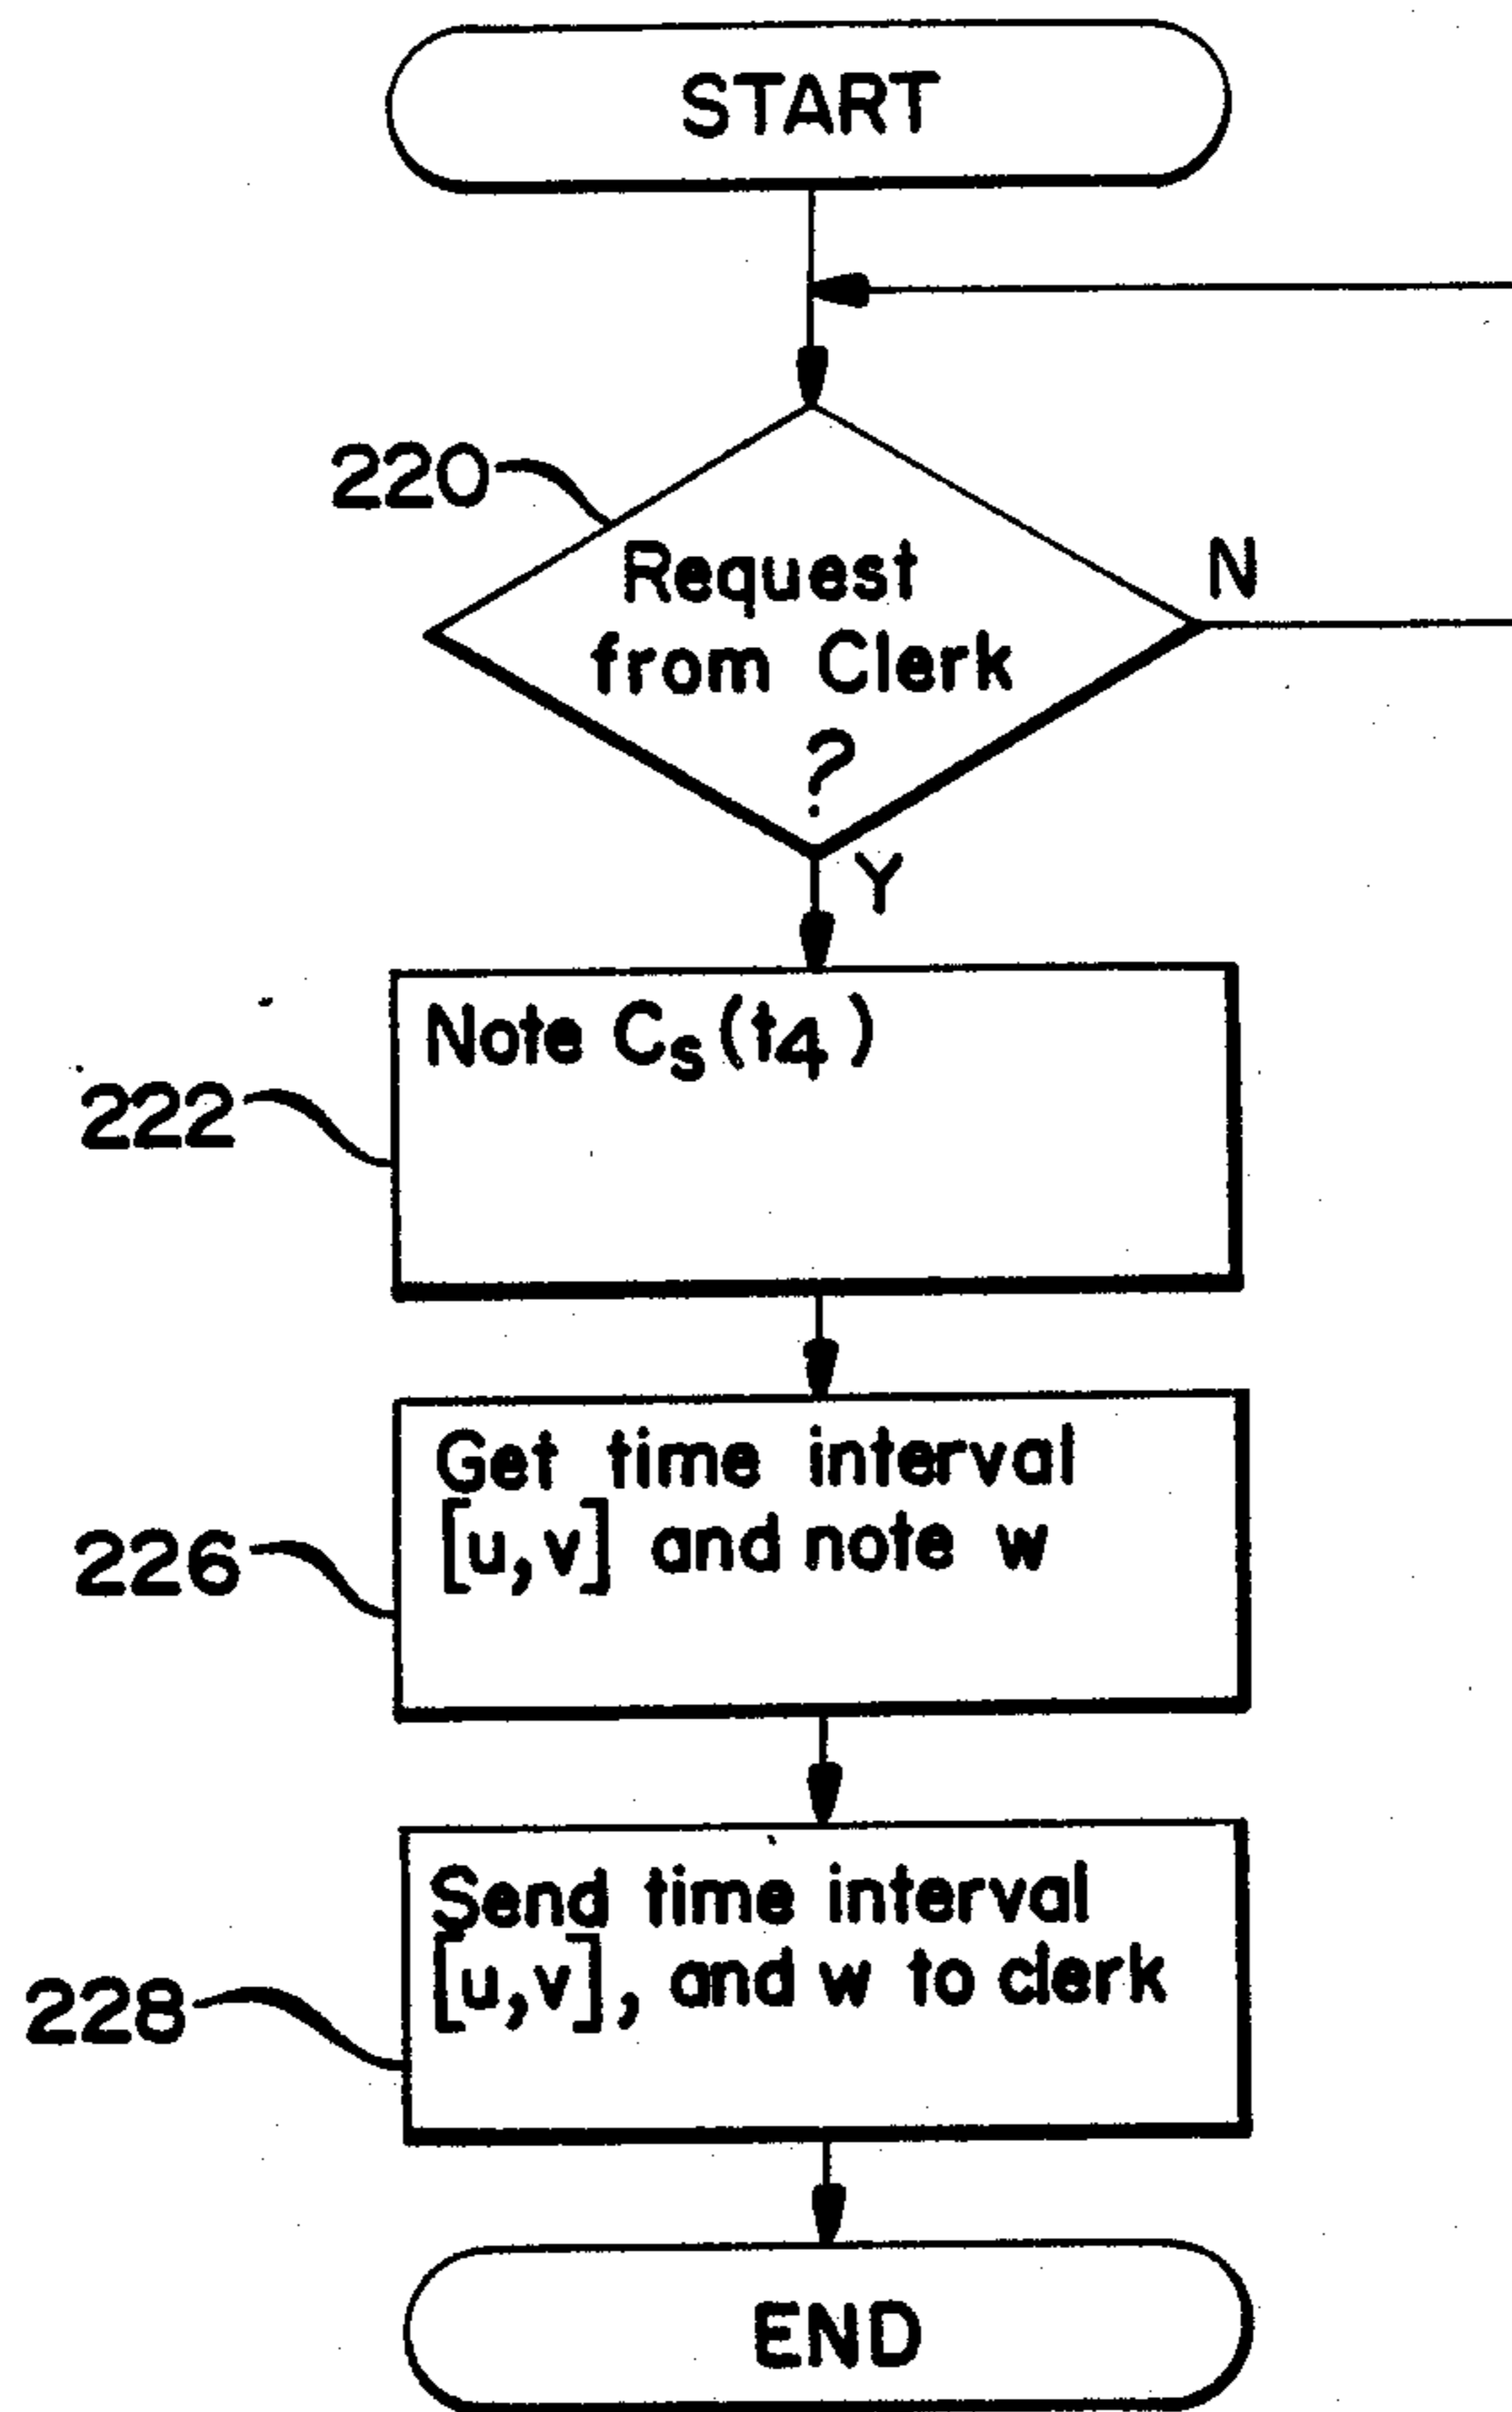 START
220
Request
from Clerk
?
N
Y
Note Cs(t4)
222
Get time interval
[u,v] and note w
226
Send time interval
[u,v], and w to clerk
228
END